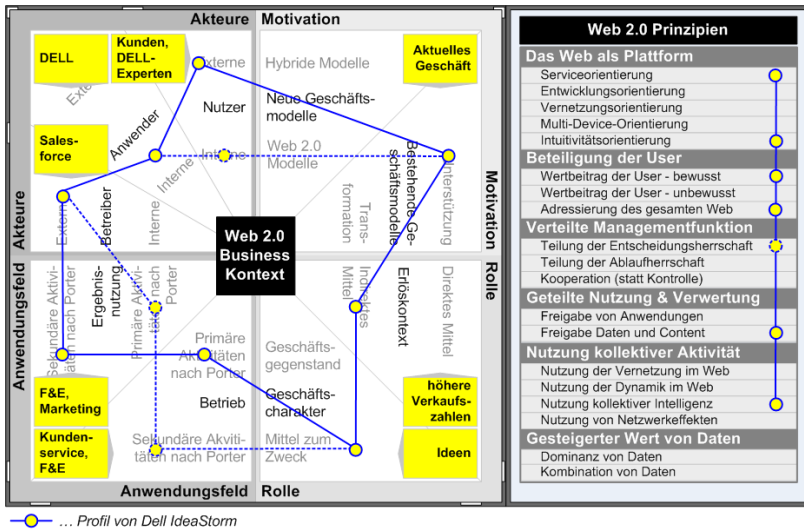 Akteure
Motivation
DELL
Kunden,
DELL-
Experten
Externe
Externe
Nutzer
Hybride Modelle
Neue Geschäfts-
modelle
Aktuelles
Geschäft
Sales-
force
Anwender
Interne
Interne
Web 2.0
Modelle
Bestehende Ge-
schäftsmodelle
Unterstützung
Trans-
formation
Externe
Betreiber
Interne
Akteure
Motivation
Web 2.0
Business
Kontext
Anwendungsfeld
Rolle
Sekundäre Aktivi-
täten nach Porter
Ergebnis-
nutzung
Primäre Aktivi-
täten nach
Porter
Indirektes
Mittel
Erlöskontext
Direktes Mittel
Primäre
Aktivitäten
nach Porter
Geschäfts-
gegenstand
F&E,
Marketing
Betrieb
Geschäfts-
charakter
höhere
Verkaufs-
zahlen
Kunden-
service,
F&E
Sekundäre Akviti-
täten nach Porter
Mittel zum
Zweck
Ideen
Anwendungsfeld
Rolle
Web 2.0 Prinzipien
Das Web als Plattform
Serviceorientierung
Entwicklungsorientierung
Vernetzungsorientierung
Multi-Device-Orientierung
Intuitivitätsorientierung
Beteiligung der User
Wertbeitrag der User - bewusst
Wertbeitrag der User - unbewusst
Adressierung des gesamten Web
Verteilte Managementfunktion
Teilung der Entscheidungsherrschaft
Teilung der Ablaufherrschaft
Kooperation (statt Kontrolle)
Geteilte Nutzung & Verwertung
Freigabe von Anwendungen
Freigabe Daten und Content
Nutzung kollektiver Aktivität
Nutzung der Vernetzung im Web
Nutzung der Dynamik im Web
Nutzung kollektiver Intelligenz
Nutzung von Netzwerkeffekten
Gesteigerter Wert von Daten
Dominanz von Daten
Kombination von Daten
... Profil von Dell IdeaStorm